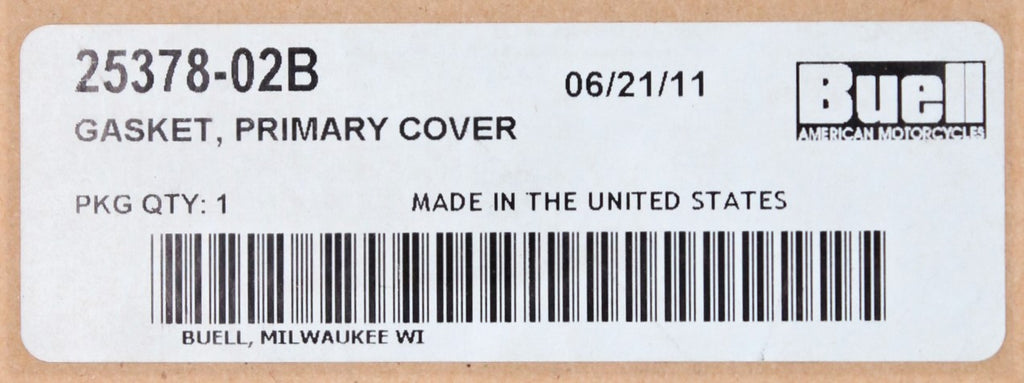 25378-02B
06/21/11
Buell
AMERICAN MOTORCYCLES
GASKET, PRIMARY COVER
PKG QTY: 1
MADE IN THE UNITED STATES
BUELL, MILWAUKEE WI